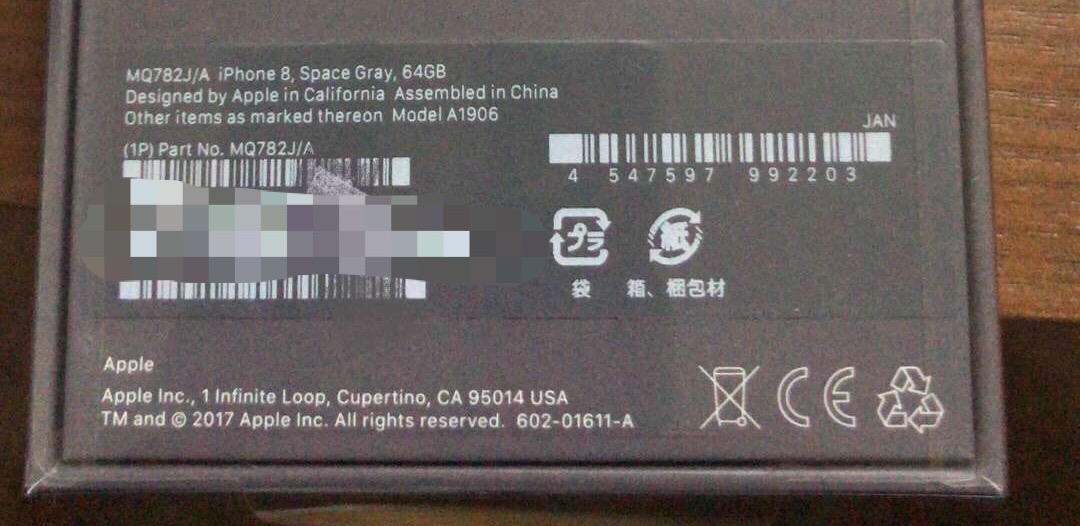 MQ782J/A iPhone 8, Space Gray, 64GB
Designed by Apple in California Assembled in China
Other items as marked thereon Model A1906
(1P) Part No. MQ782J/A
JAN
4 547597 992203
プラ
紙
袋
箱、梱包材
Apple
Apple Inc., 1 Infinite Loop, Cupertino, CA 95014 USA
TM and © 2017 Apple Inc. All rights reserved. 602-01611-A
CE